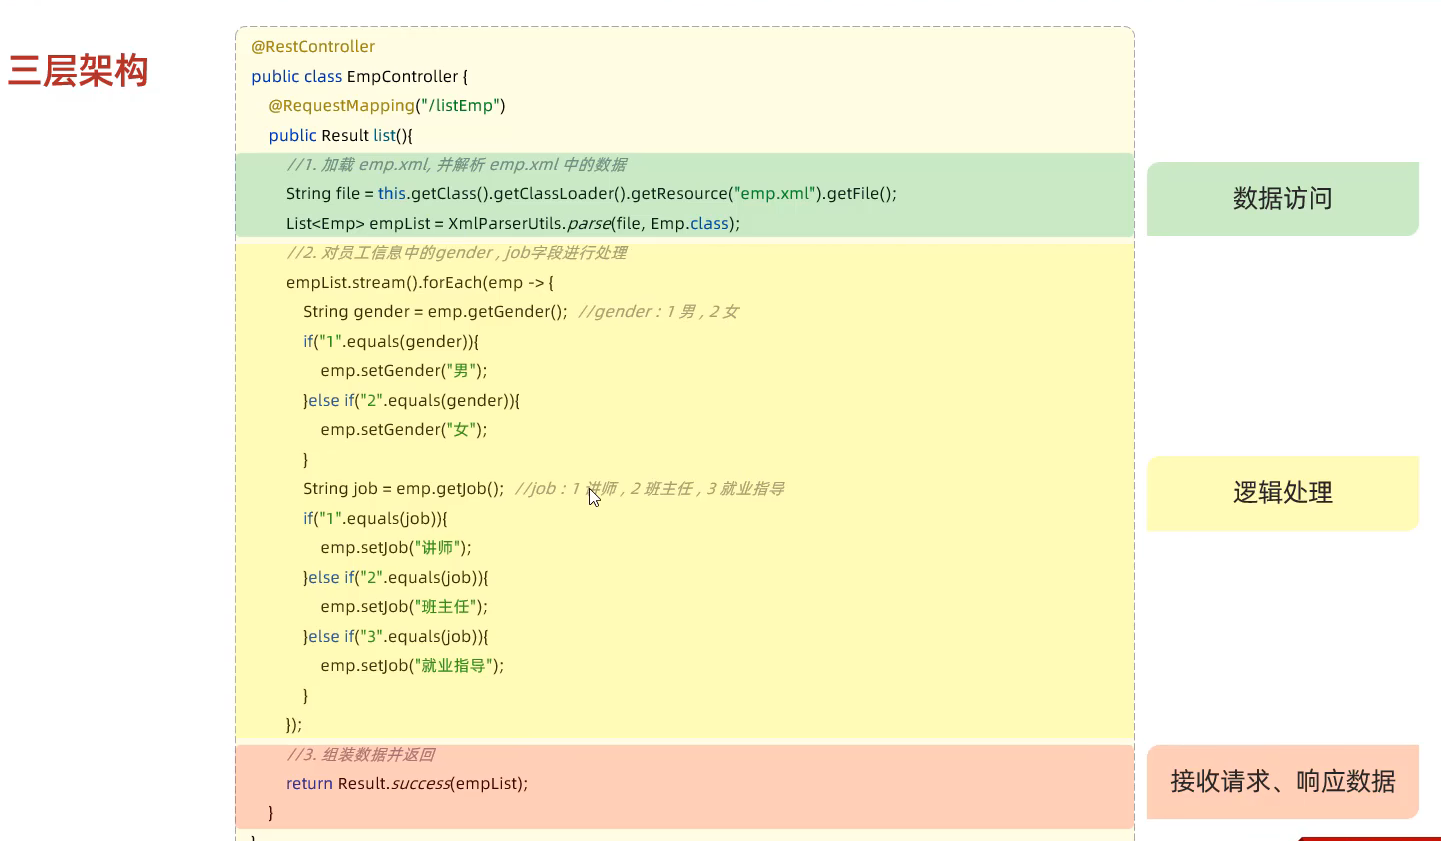 三层架构
@RestController
public class EmpController {
@RequestMapping("/listEmp")
public Result list(){
//1. 加载 emp.xml, 并解析 emp.xml 中的数据
String file = this.getClass().getClassLoader().getResource("emp.xml").getFile();
List<Emp> empList = XmlParserUtils.parse(file, Emp.class);
数据访问
//2. 对员工信息中的gender , job字段进行处理
empList.stream().forEach(emp -> {
String gender = emp.getGender(); //gender : 1 男 , 2 女
if("1".equals(gender)){
emp.setGender("男");
}else if("2".equals(gender)){
emp.setGender("女");
}
String job = emp.getJob(); //job : 1 讲师 , 2 班主任 , 3 就业指导
if("1".equals(job)){
emp.setJob("讲师");
}else if("2".equals(job)){
emp.setJob("班主任");
}else if("3".equals(job)){
emp.setJob("就业指导");
}
});
逻辑处理
//3. 组装数据并返回
return Result.success(empList);
}
}
接收请求、响应数据